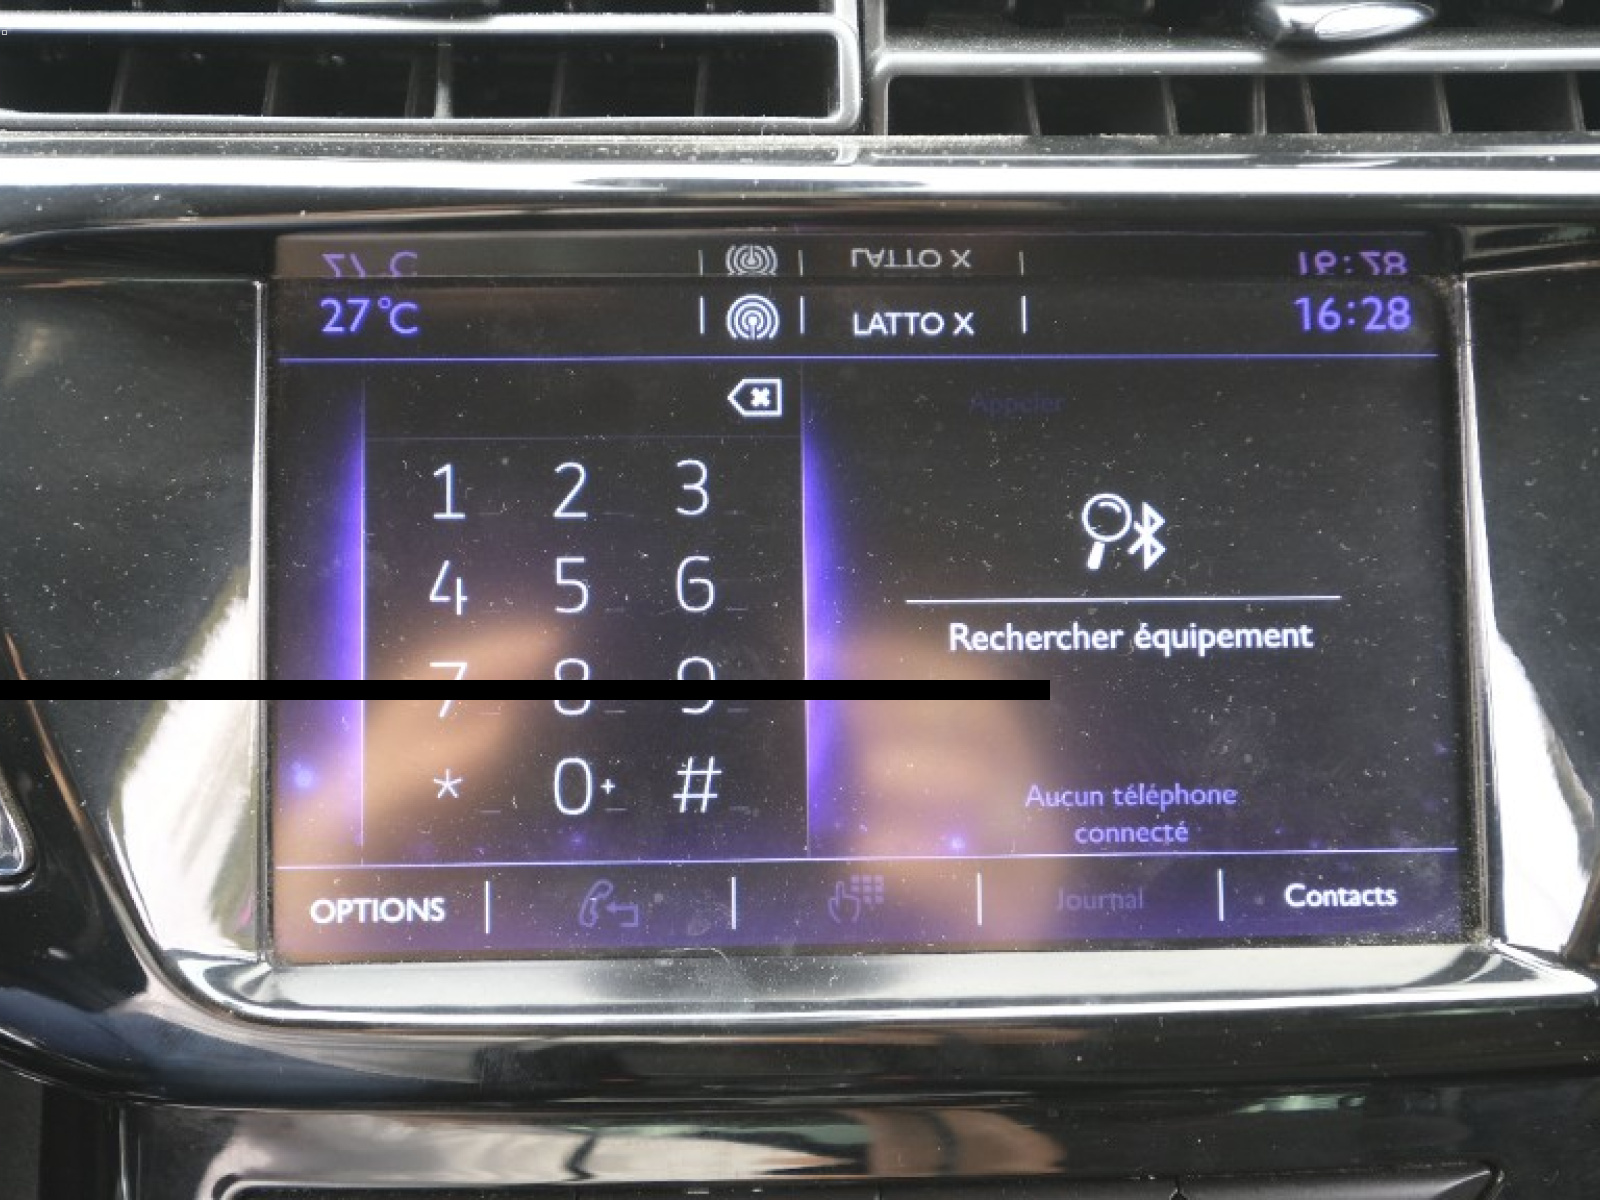 27°C LATTO X 16:28
Appeler
1 2 3
4 5 6
7 8 9
* 0+ #
Rechercher équipement
Aucun téléphone
connecté
OPTIONS Journal Contacts